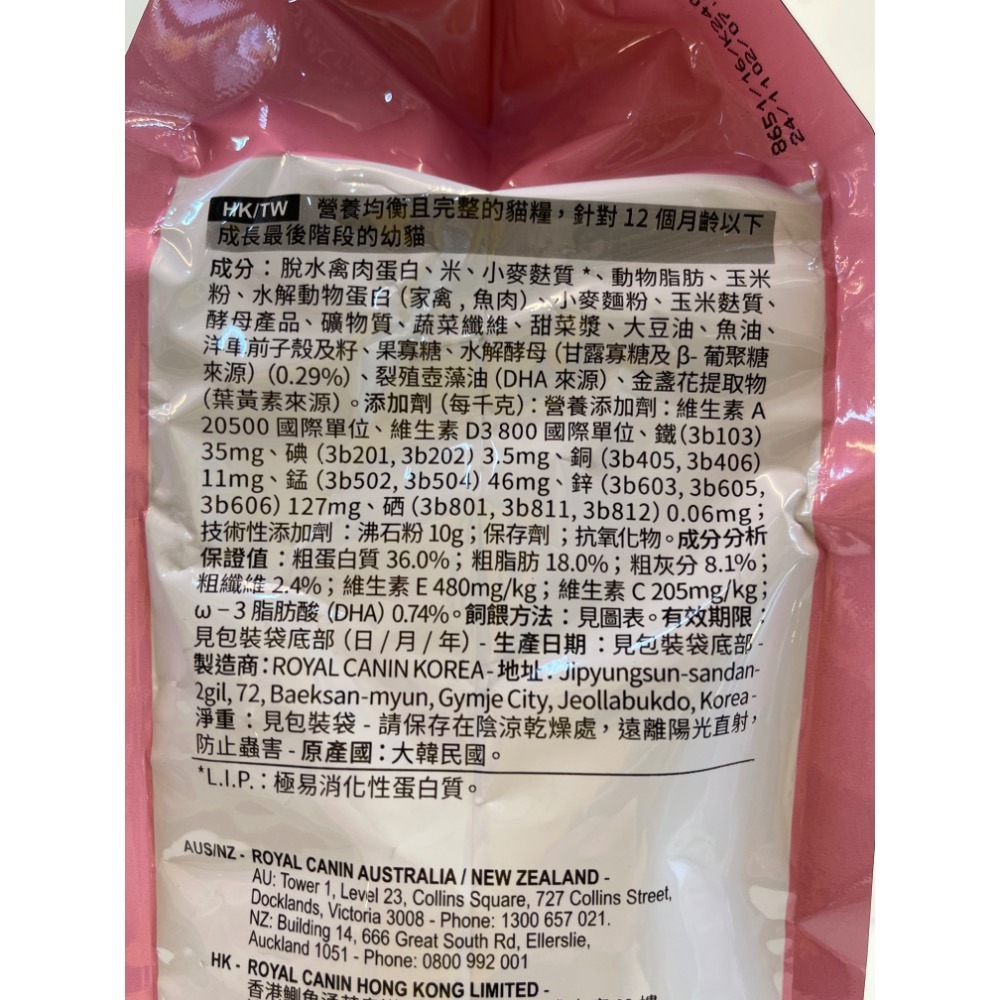 8651/16/K240
24/1102/07
HK/TW 營養均衡且完整的貓糧，針對 12 個月齡以下
成長最後階段的幼貓
成分：脫水禽肉蛋白、米、小麥麩質 *、動物脂肪、玉米
粉、水解動物蛋白（家禽 , 魚肉）、小麥麵粉、玉米麩質、
酵母產品、礦物質、蔬菜纖維、甜菜漿、大豆油、魚油、
洋車前子殼及籽、果寡糖、水解酵母（甘露寡糖及 β- 葡聚糖
來源）（0.29%）、裂殖壺藻油（DHA 來源）、金盞花提取物
（葉黃素來源）。添加劑（每千克）：營養添加劑：維生素 A
20500 國際單位、維生素 D3 800 國際單位、鐵（3b103）
35mg、碘（3b201, 3b202) 3.5mg、銅（3b405, 3b406）
11mg、錳（3b502, 3b504) 46mg、鋅（3b603, 3b605,
3b606) 127mg、硒（3b801, 3b811, 3b812) 0.06mg；
技術性添加劑：沸石粉 10g；保存劑；抗氧化物。成分分析
保證值：粗蛋白質 36.0%；粗脂肪 18.0%；粗灰分 8.1%；
粗纖維 2.4%；維生素 E 480mg/kg；維生素 C 205mg/kg；
ω－3 脂肪酸（DHA）0.74%。飼餵方法：見圖表。有效期限：
見包裝袋底部（日 / 月 / 年）- 生產日期：見包裝袋底部 -
製造商：ROYAL CANIN KOREA - 地址：Jipyungsun-sandan-
2gil, 72, Baeksan-myun, Gymje City, Jeollabukdo, Korea -
淨重：見包裝袋 - 請保存在陰涼乾燥處，遠離陽光直射，
防止蟲害 - 原產國：大韓民國。
*L.I.P.：極易消化性蛋白質。
AUS/NZ - ROYAL CANIN AUSTRALIA / NEW ZEALAND -
AU: Tower 1, Level 23, Collins Square, 727 Collins Street,
Docklands, Victoria 3008 - Phone: 1300 657 021.
NZ: Building 14, 666 Great South Rd, Ellerslie,
Auckland 1051 - Phone: 0800 992 001
HK - ROYAL CANIN HONG KONG LIMITED -
香港鰂魚涌